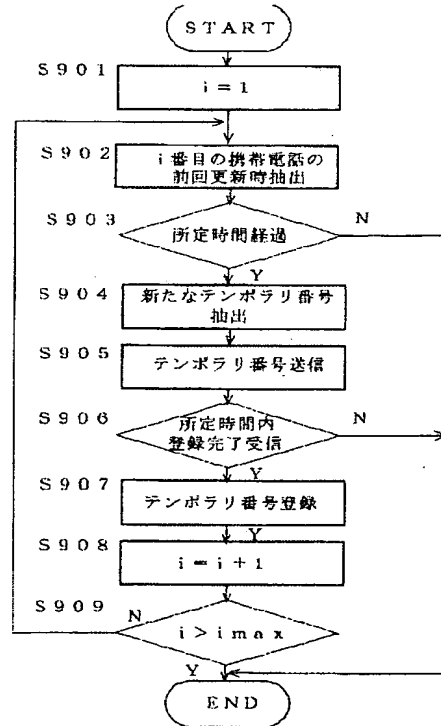 START
S901
i = 1
S902
i番目の携帯電話の
前回更新時抽出
S903
N
所定時間経過
Y
S904
新たなテンポラリ番号
抽出
S905
テンポラリ番号送信
S906
N
所定時間内
登録完了受信
Y
S907
テンポラリ番号登録
Y
S908
i = i + 1
S909
N
i > imax
Y
END